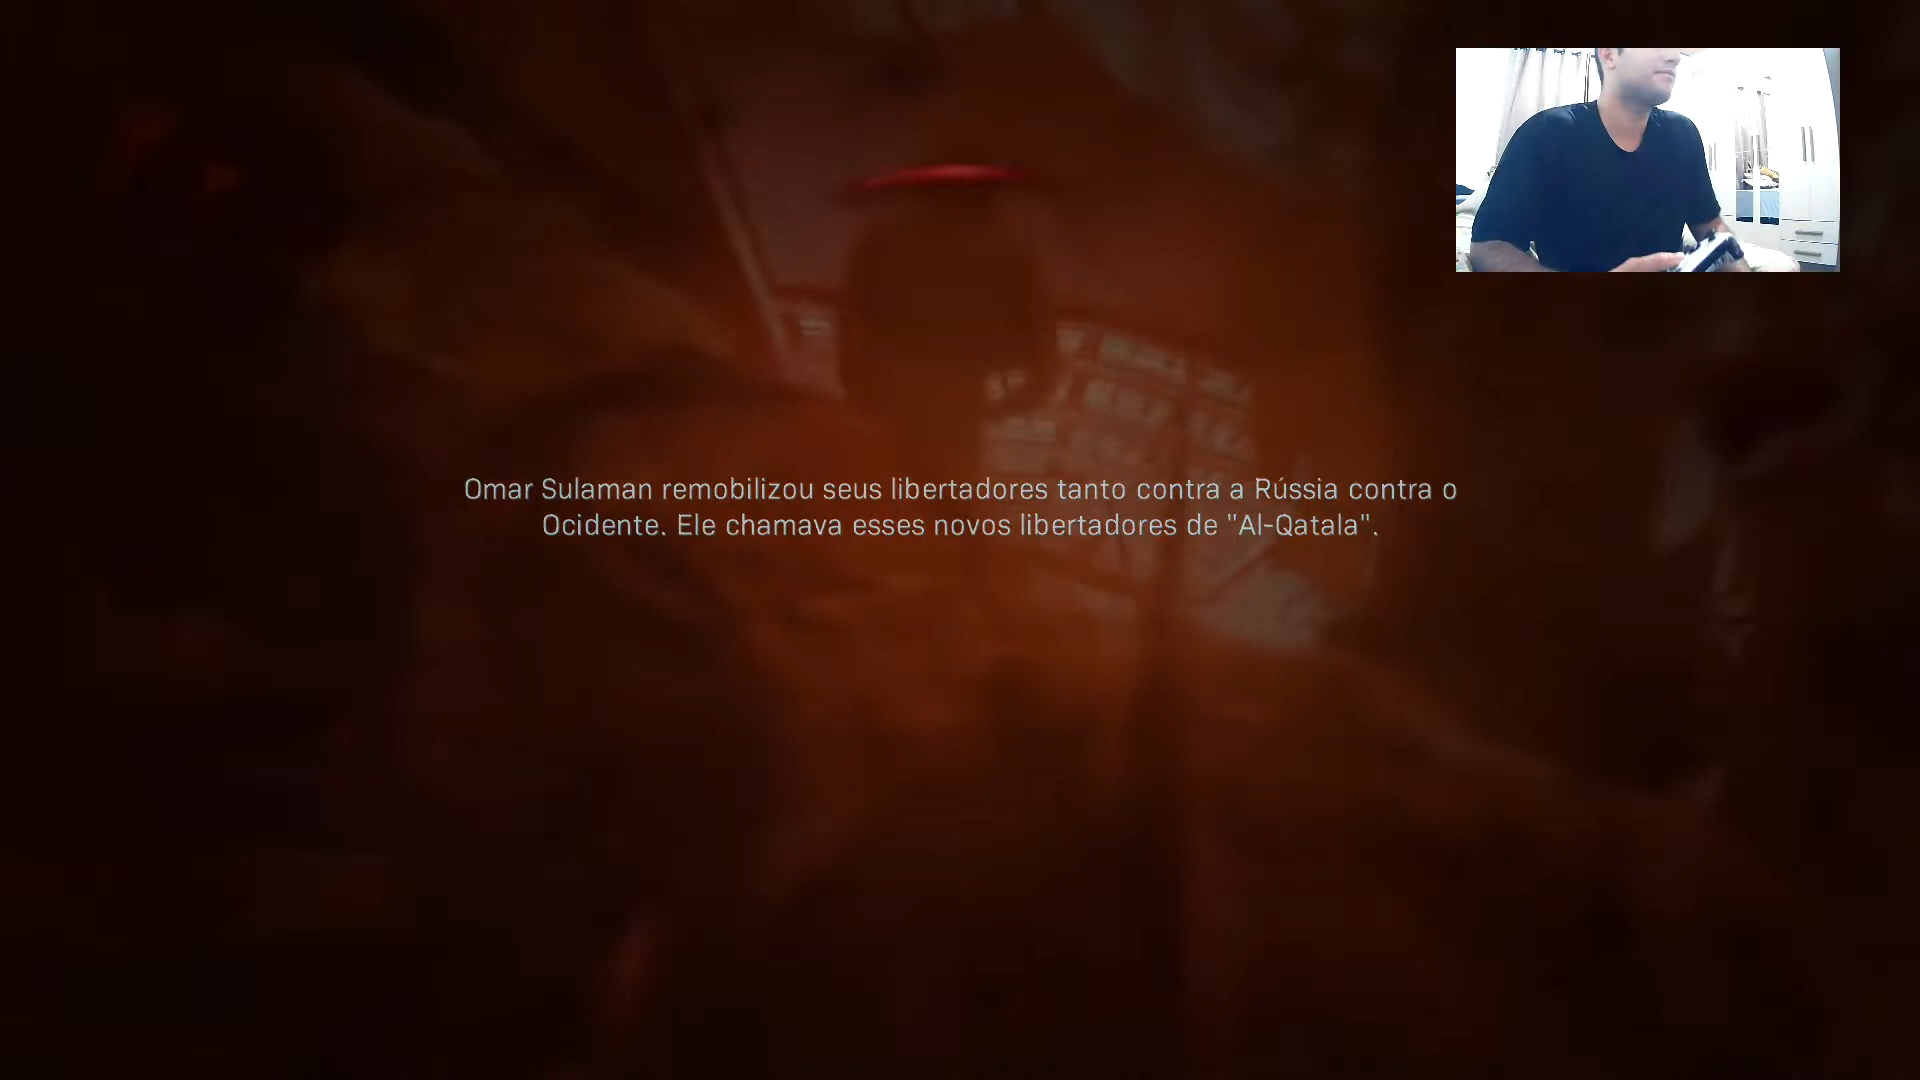 Omar Sulaman remobilizou seus libertadores tanto contra a Rússia contra o
Ocidente. Ele chamava esses novos libertadores de "Al-Qatala".